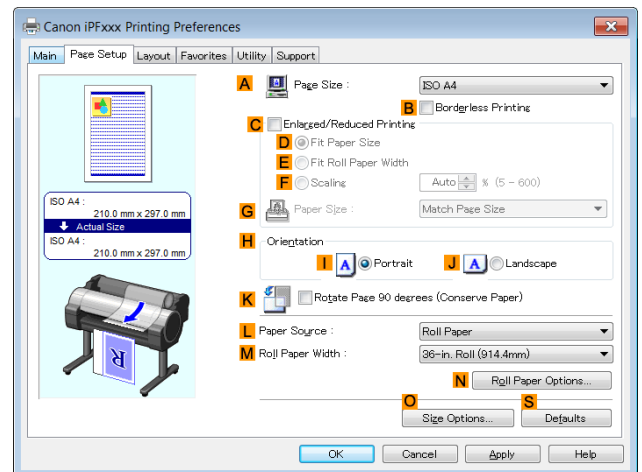 Canon iPFxxx Printing Preferences
Main Page Setup Layout Favorites Utility Support
A Page Size : ISO A4
B Borderless Printing
C Enlarged/Reduced Printing
D Fit Paper Size
E Fit Roll Paper Width
F Scaling Auto % (5 - 600)
G Paper Size : Match Page Size
ISO A4 :
210.0 mm x 297.0 mm
Actual Size
ISO A4 :
210.0 mm x 297.0 mm
H Orientation
I A Portrait J A Landscape
K Rotate Page 90 degrees (Conserve Paper)
L Paper Source : Roll Paper
M Roll Paper Width : 36-in. Roll (914.4mm)
R
N Roll Paper Options...
O S
Size Options... Defaults
OK Cancel Apply Help